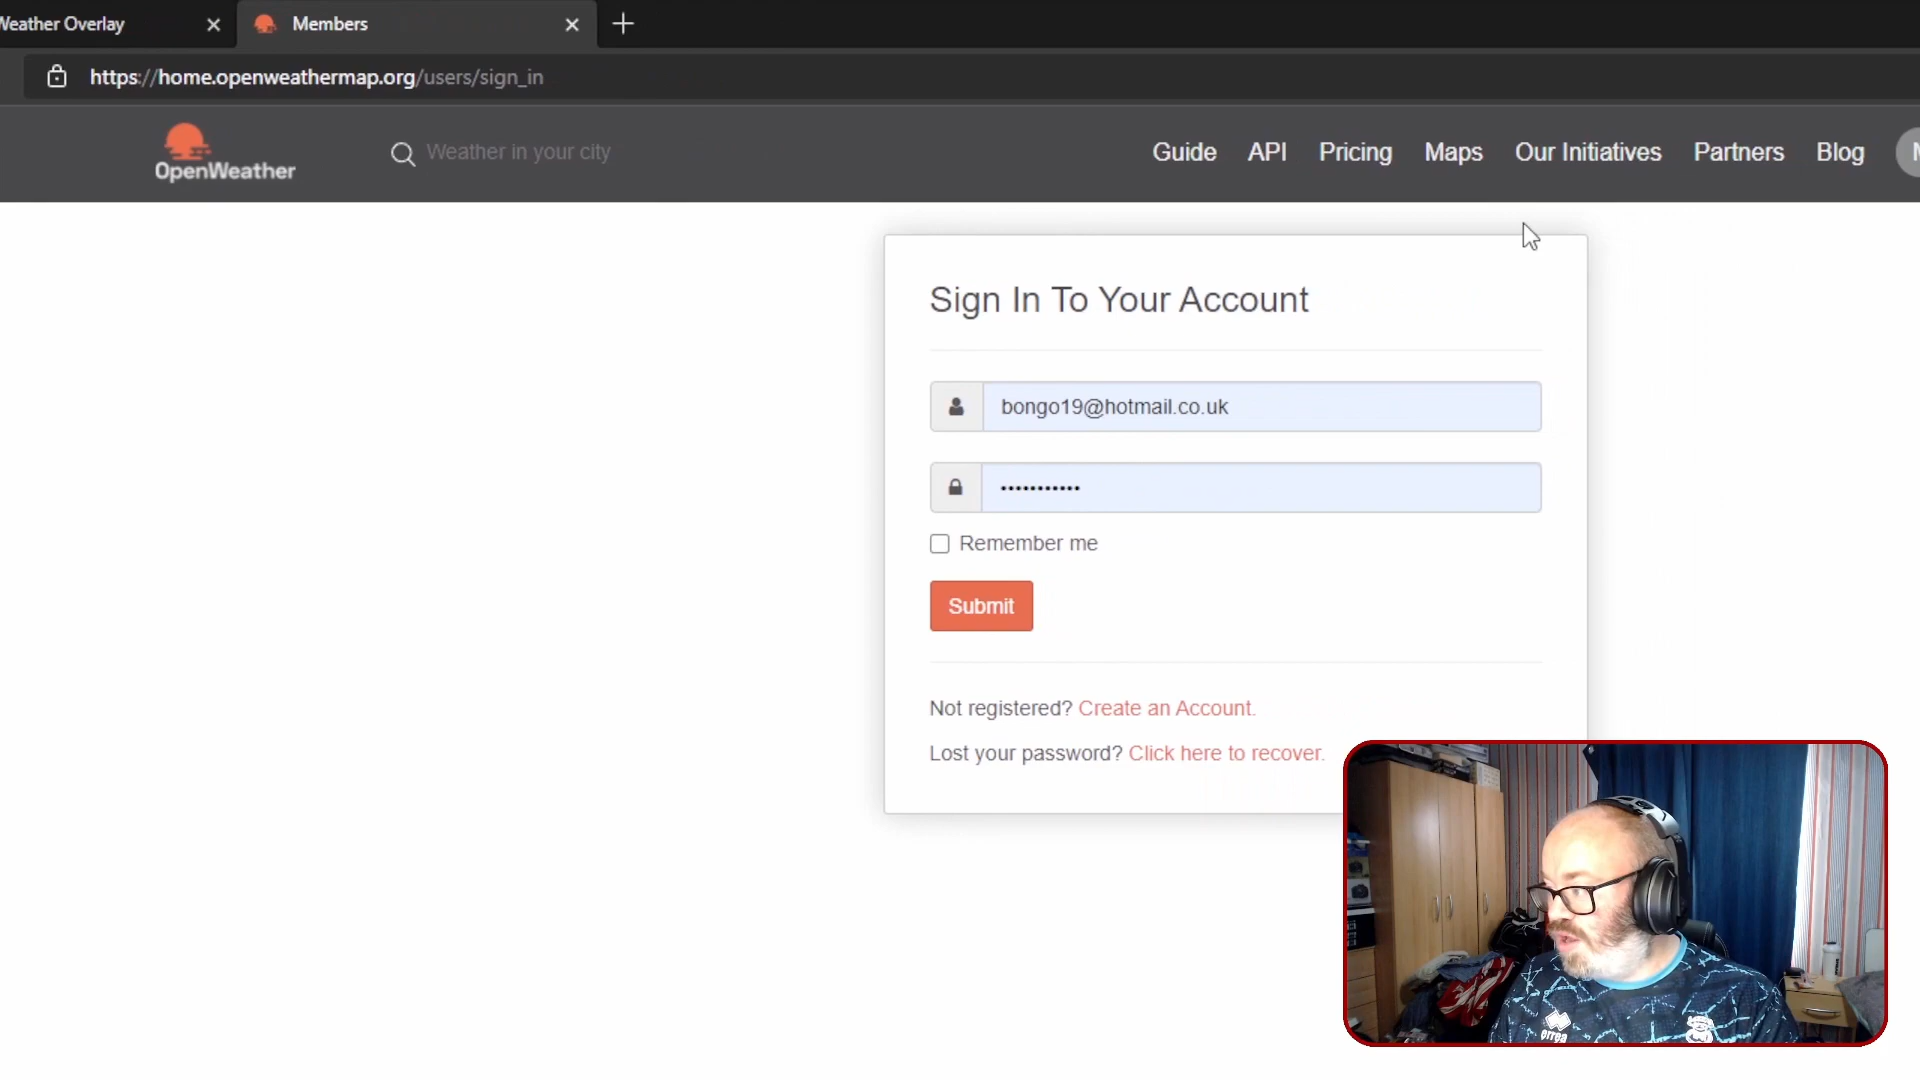 Weather Overlay
Members
https://home.openweathermap.org/users/sign_in
OpenWeather
Weather in your city
Guide API Pricing Maps Our Initiatives Partners Blog
Sign In To Your Account
bongo19@hotmail.co.uk
•••••••••••
Remember me
Submit
Not registered? Create an Account.
Lost your password? Click here to recover.
errea